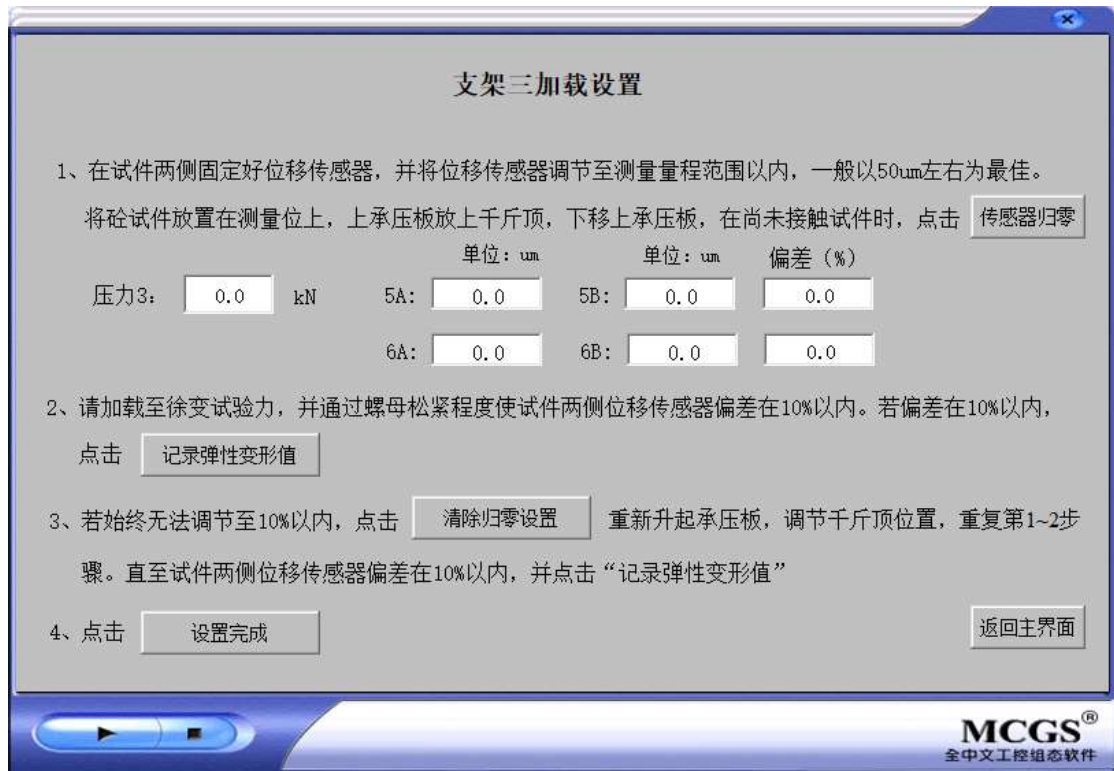 支架三加载设置
1、在试件两侧固定好位移传感器，并将位移传感器调节至测量量程范围以内，一般以50um左右为最佳。
将砼试件放置在测量位上，上承压板放上千斤顶，下移上承压板，在尚未接触试件时，点击 传感器归零
单位：um 单位：um 偏差（%）
压力3： 0.0 kN 5A: 0.0 5B: 0.0 0.0
6A: 0.0 6B: 0.0 0.0
2、请加载至徐变试验力，并通过螺母松紧程度使试件两侧位移传感器偏差在10%以内。若偏差在10%以内，
点击 记录弹性变形值
3、若始终无法调节至10%以内，点击 清除归零设置 重新升起承压板，调节千斤顶位置，重复第1~2步
骤。直至试件两侧位移传感器偏差在10%以内，并点击“记录弹性变形值”
4、点击 设置完成 返回主界面
MCGS®
全中文工控组态软件